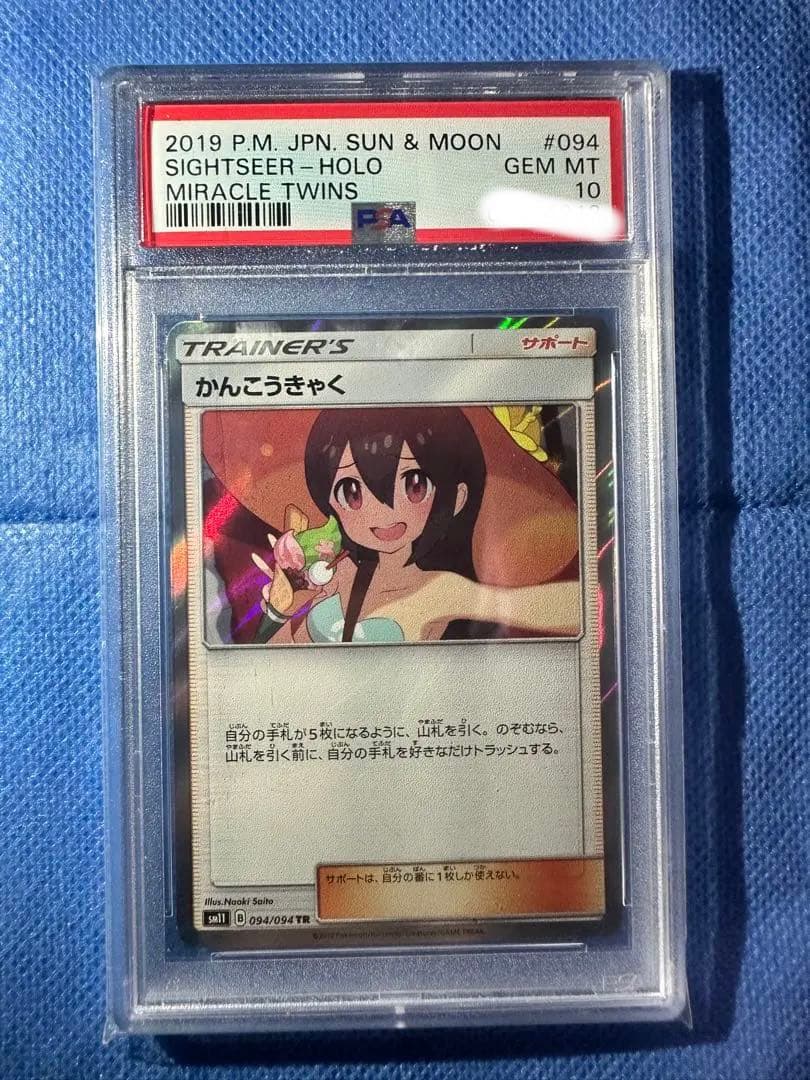 2019 P.M. JPN. SUN & MOON #094
SIGHTSEER-HOLO GEM MT
MIRACLE TWINS 10
PSA
TRAINER'S サポート
かんこうきゃく
自分の手札が5枚になるように、山札を引く。のぞむなら、
山札を引く前に、自分の手札を好きなだけトラッシュする。
サポートは、自分の番に1枚しか使えない。
Illus.Naoki Saito
SM11 B 094/094 TR